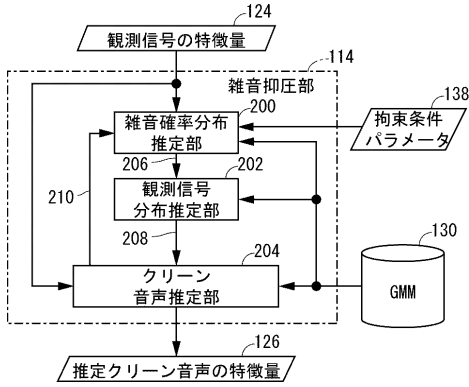 124
観測信号の特徴量
114
雑音抑圧部
138
拘束条件
パラメータ
200
雑音確率分布
推定部
206
202
210
観測信号
分布推定部
208
130
GMM
204
クリーン
音声推定部
126
推定クリーン音声の特徴量